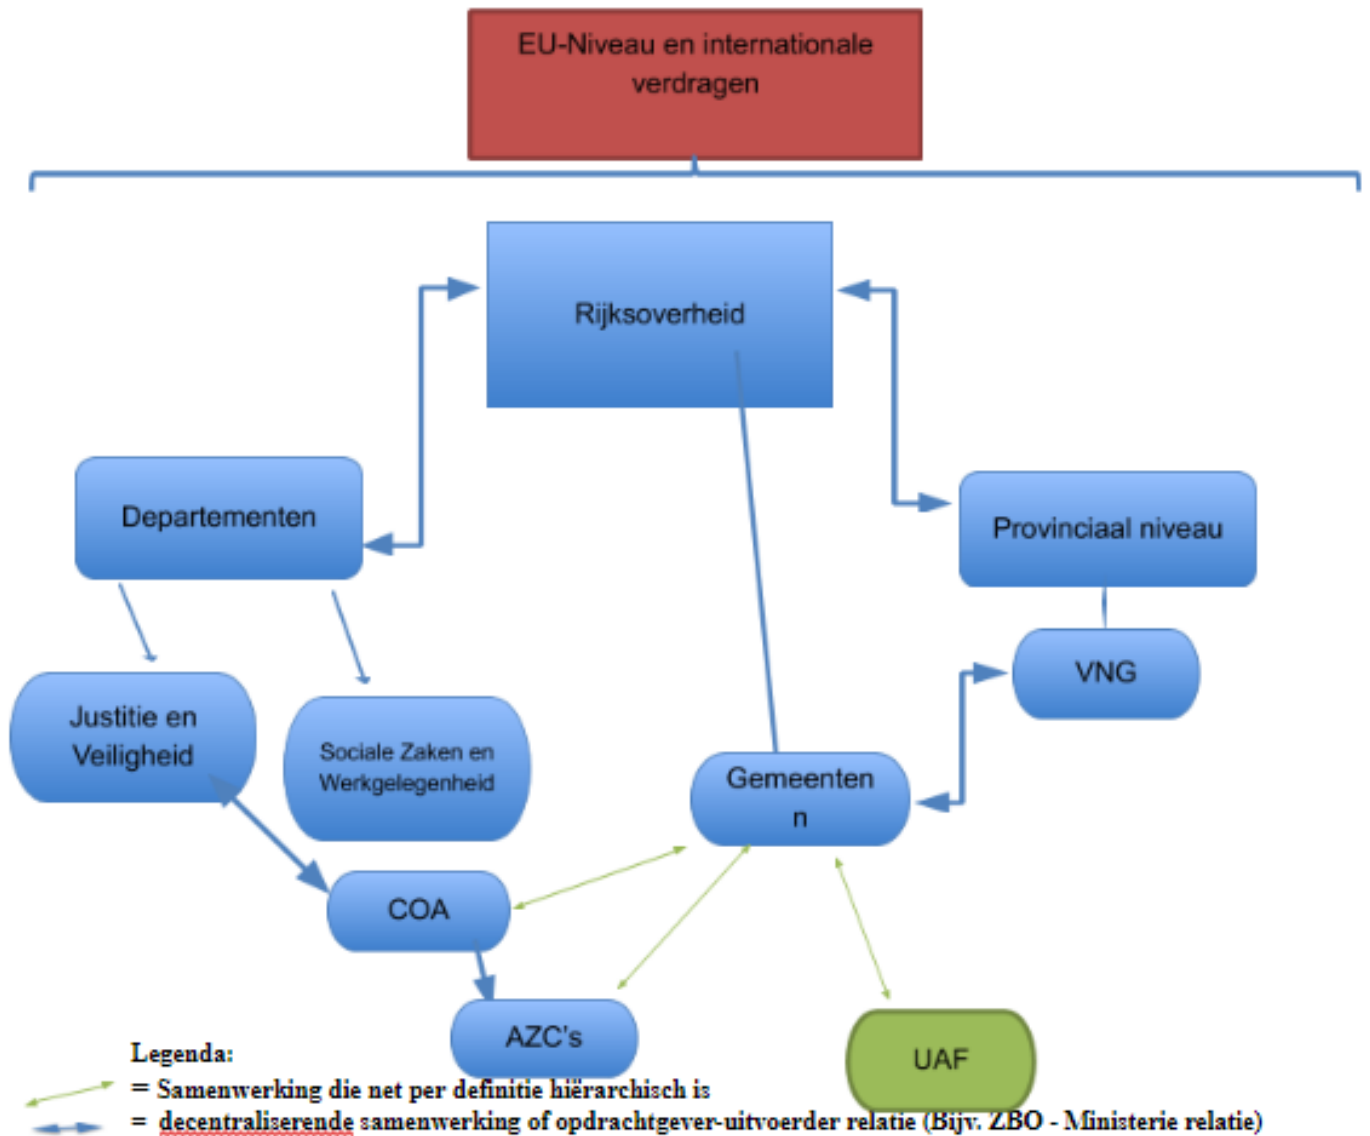 EU-Niveau en internationale
verdragen
Rijksoverheid
Departementen
Provinciaal niveau
VNG
Justitie en
Veiligheid
Sociale Zaken en
Werkgelegenheid
Gemeenten
n
COA
AZC's
UAF
Legenda:
= Samenwerking die net per definitie hiërarchisch is
= decentraliserende samenwerking of opdrachtgever-uitvoerder relatie (Bijv. ZBO - Ministerie relatie)